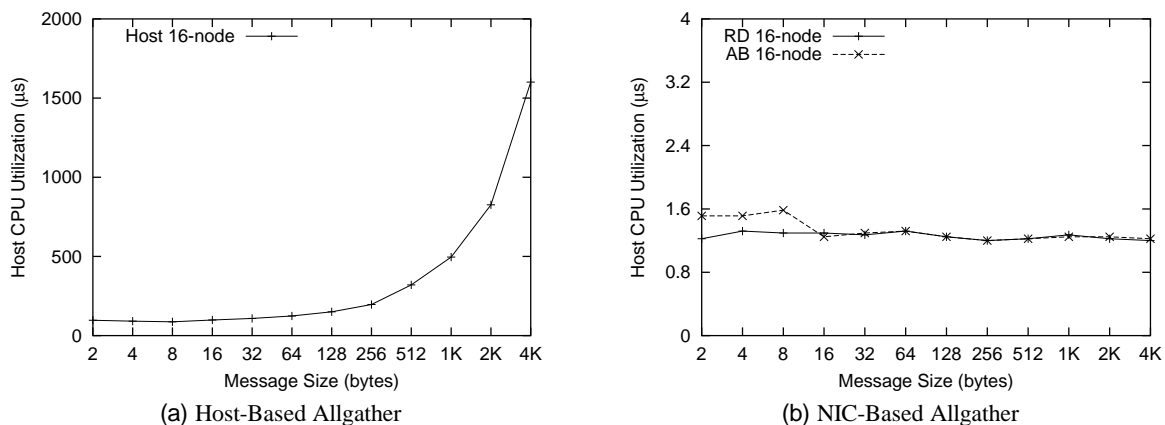 2000
1500
1000
500
0
Host CPU Utilization (µs)
Host 16-node
2 4 8 16 32 64 128 256 512 1K 2K 4K
Message Size (bytes)
(a) Host-Based Allgather
4
3.2
2.4
1.6
0.8
0
Host CPU Utilization (µs)
RD 16-node
AB 16-node
2 4 8 16 32 64 128 256 512 1K 2K 4K
Message Size (bytes)
(b) NIC-Based Allgather